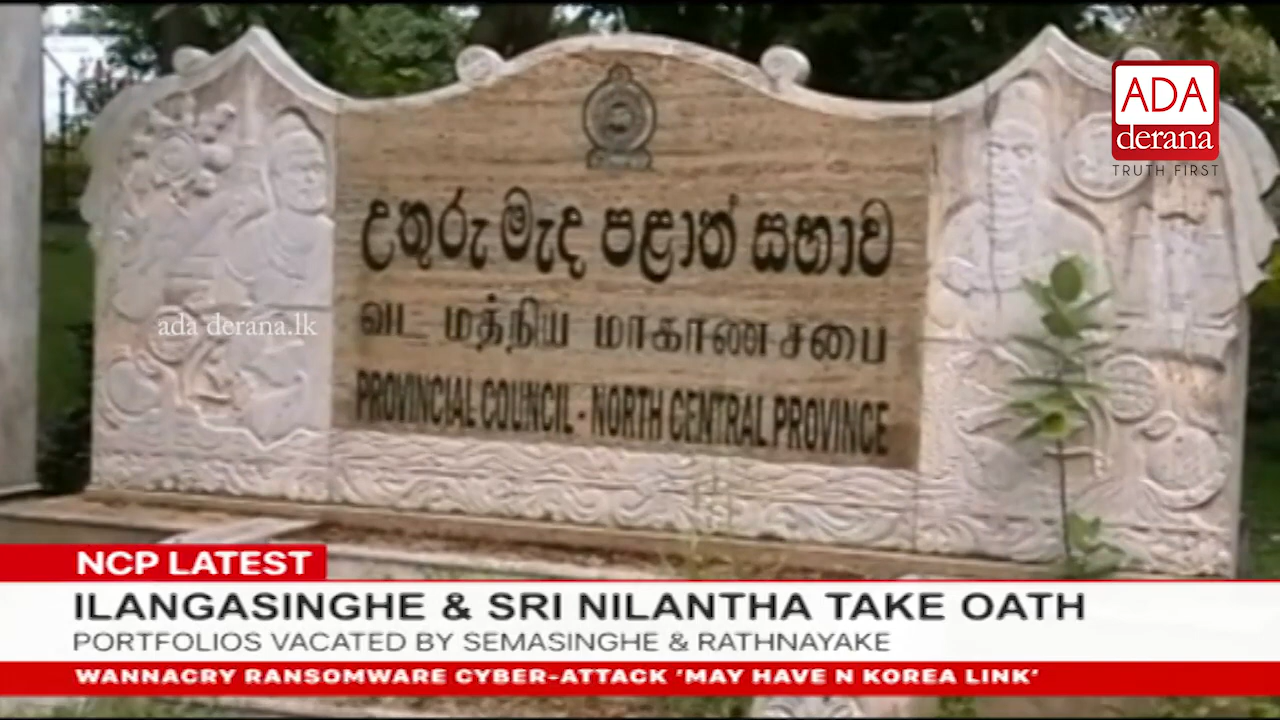 ADA
derana
TRUTH FIRST
උතුරු මැද පළාත් සභාව
வட மத்திய மாகாண சபை
PROVINCIAL COUNCIL - NORTH CENTRAL PROVINCE
ada derana.lk
NCP LATEST
ILANGASINGHE & SRI NILANTHA TAKE OATH
PORTFOLIOS VACATED BY SEMASINGHE & RATHNAYAKE
WANNACRY RANSOMWARE CYBER-ATTACK 'MAY HAVE N KOREA LINK'